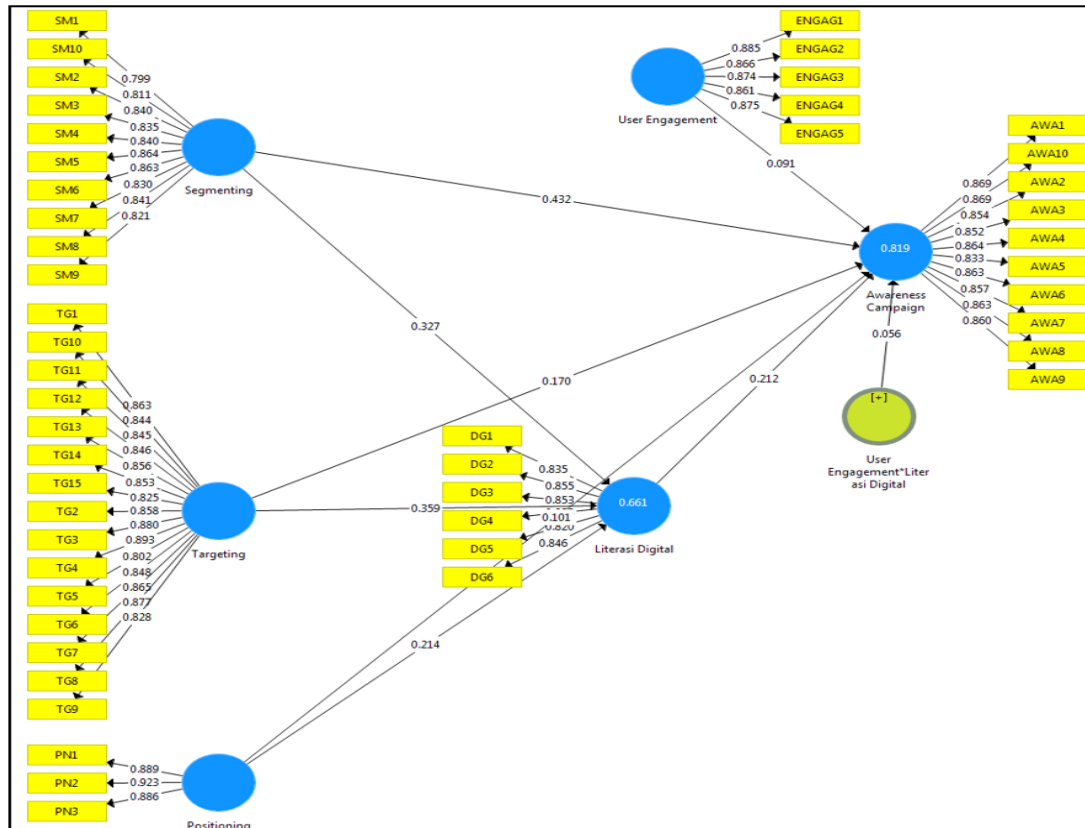 SM1
SM10
SM2
SM3
SM4
SM5
SM6
SM7
SM8
SM9
0.799
0.811
0.840
0.835
0.840
0.864
0.863
0.830
0.841
0.821
Segmenting
TG1
TG10
TG11
TG12
TG13
TG14
TG15
TG2
TG3
TG4
TG5
TG6
TG7
TG8
TG9
0.863
0.844
0.845
0.846
0.856
0.853
0.825
0.858
0.880
0.893
0.802
0.848
0.865
0.877
0.828
Targeting
PN1
PN2
PN3
0.889
0.923
0.886
Positioning
ENGAG1
ENGAG2
ENGAG3
ENGAG4
ENGAG5
0.885
0.866
0.874
0.861
0.875
User Engagement
0.091
0.432
0.327
0.170
0.359
0.212
0.214
0.056
DG1
DG2
DG3
DG4
DG5
DG6
0.835
0.855
0.853
0.101
0.820
0.846
0.661
Literasi Digital
AWA1
AWA10
AWA2
AWA3
AWA4
AWA5
AWA6
AWA7
AWA8
AWA9
0.869
0.869
0.854
0.852
0.864
0.833
0.863
0.857
0.863
0.860
0.819
Awareness
Campaign
[+]
User
Engagement*Liter
asi Digital